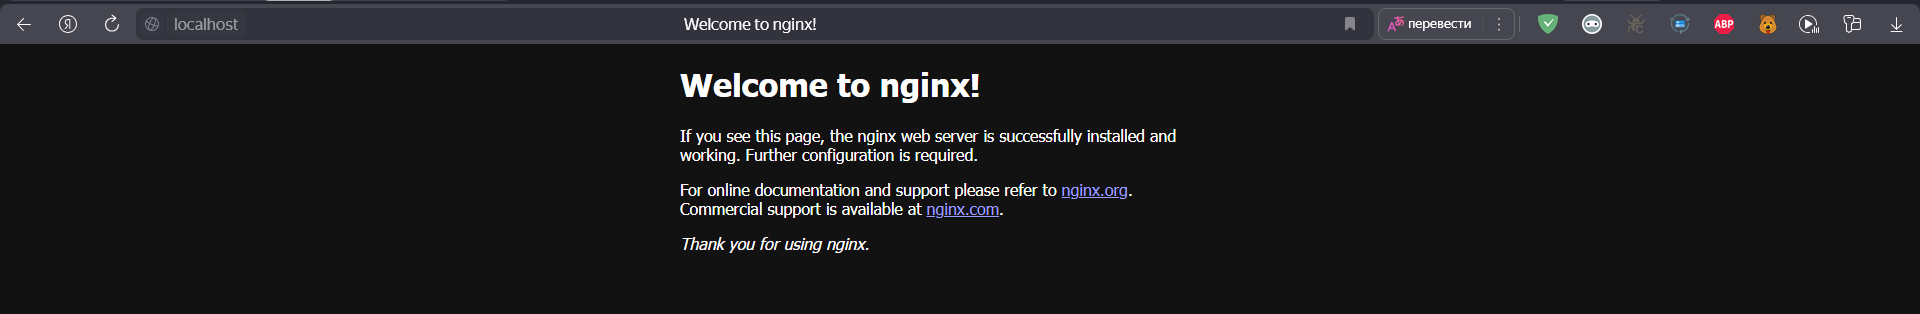 localhost
Welcome to nginx!
перевести
ABP
Welcome to nginx!
If you see this page, the nginx web server is successfully installed and
working. Further configuration is required.
For online documentation and support please refer to nginx.org.
Commercial support is available at nginx.com.
Thank you for using nginx.